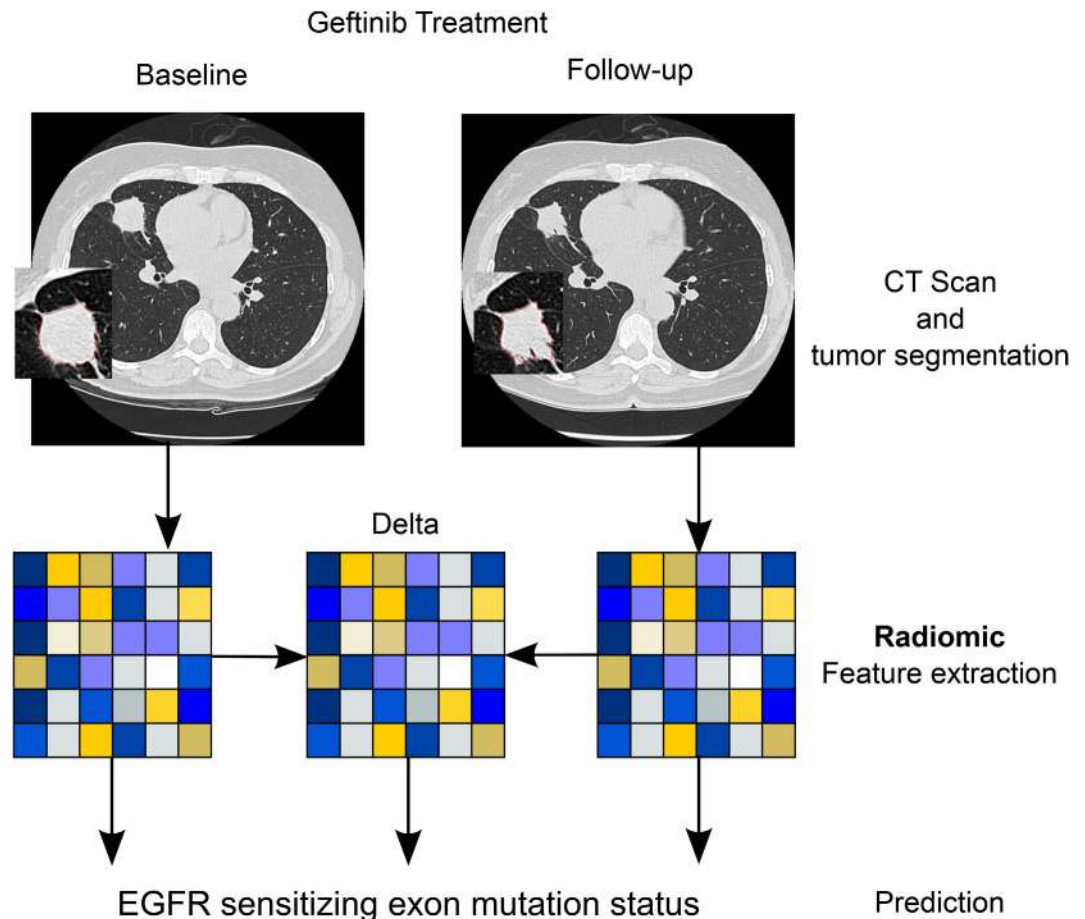 Geftinib Treatment
Baseline
Follow-up
CT Scan
and
tumor segmentation
Delta
Radiomic
Feature extraction
EGFR sensitizing exon mutation status
Prediction